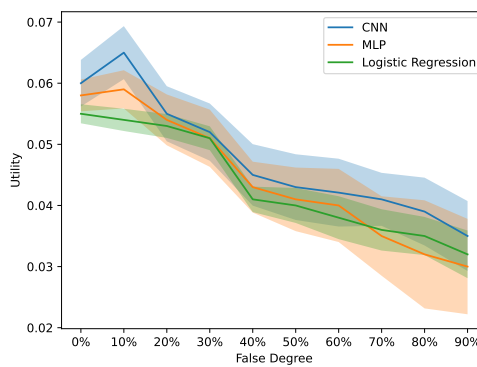 0.07
0.06
0.05
0.04
0.03
0.02
Utility
CNN
MLP
Logistic Regression
0% 10% 20% 30% 40% 50% 60% 70% 80% 90%
False Degree